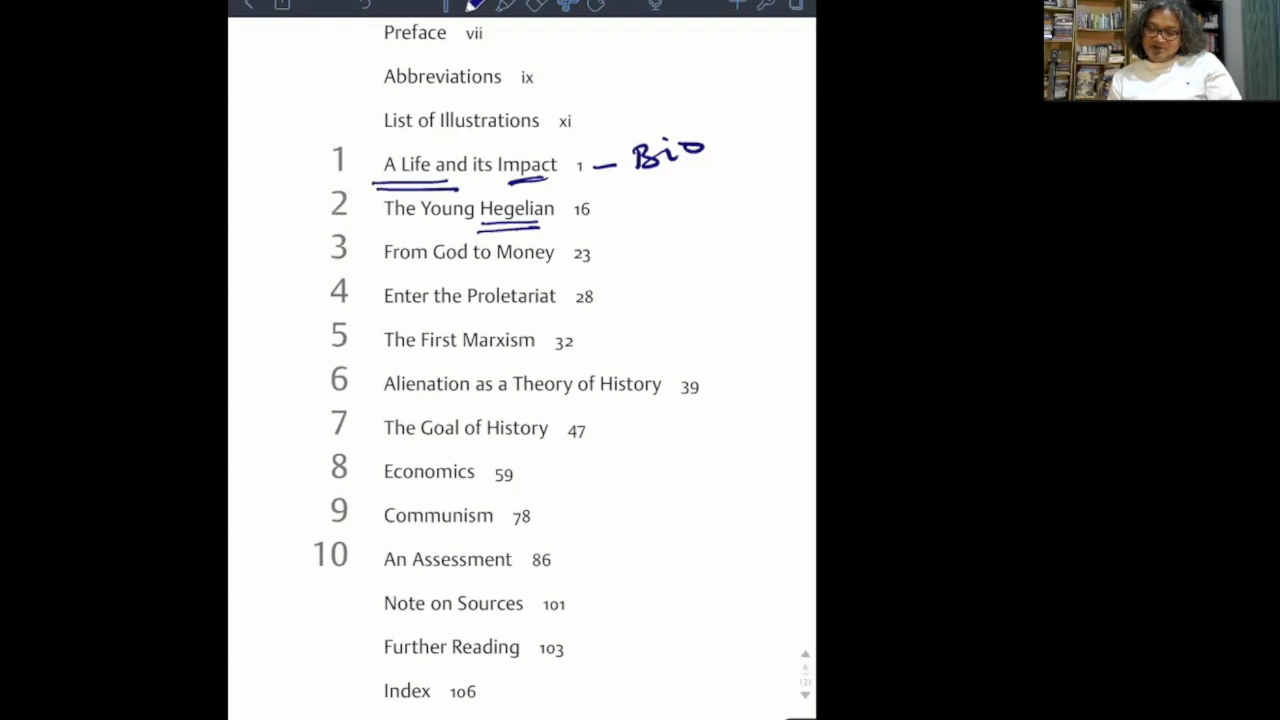 Preface vii
Abbreviations ix
List of Illustrations xi
1 A Life and its Impact 1 – Bio
2 The Young Hegelian 16
3 From God to Money 23
4 Enter the Proletariat 28
5 The First Marxism 32
6 Alienation as a Theory of History 39
7 The Goal of History 47
8 Economics 59
9 Communism 78
10 An Assessment 86
Note on Sources 101
Further Reading 103
Index 106
6
121